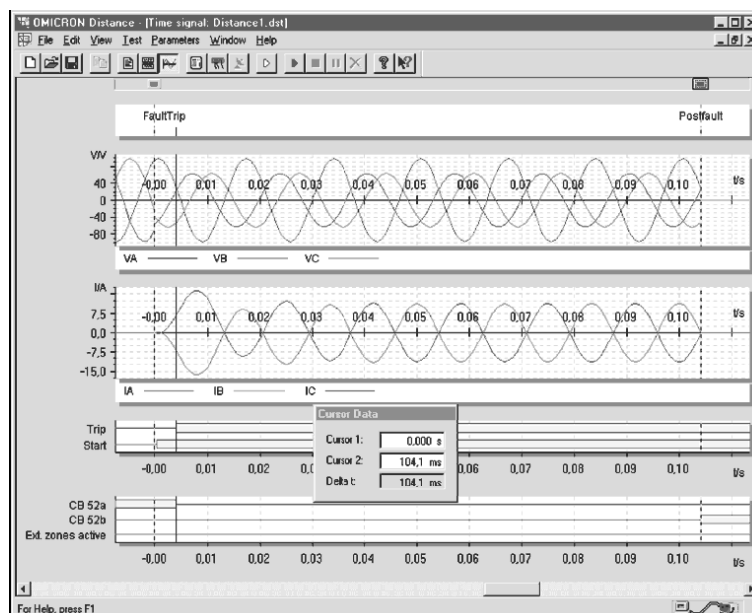 OMICRON Distance - [Time signal: Distance1.dst]
File Edit View Test Parameters Window Help
FaultTrip Postfault
V/V
40
0
-40
-80
-0,00 0,01 0,02 0,03 0,04 0,05 0,06 0,07 0,08 0,09 0,10 t/s
VA VB VC
I/A
7,5
0,0
-7,5
-15,0
-0,00 0,01 0,02 0,03 0,04 0,05 0,06 0,07 0,08 0,09 0,10 t/s
IA IB IC
Cursor Data
Cursor 1: 0,000 s
Cursor 2: 104,1 ms
Delta t: 104,1 ms
Trip
Start
-0,00 0,01 0,02 0,03 0,07 0,08 0,09 0,10 t/s
CB 52a
CB 52b
Ext. zones active
-0,00 0,01 0,02 0,03 0,04 0,05 0,06 0,07 0,08 0,09 0,10 t/s
For Help, press F1